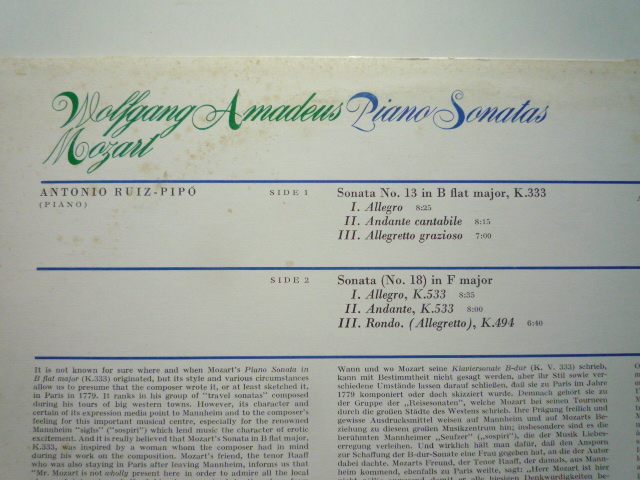 Wolfgang Amadeus Piano Sonatas
Mozart
ANTONIO RUIZ-PIPÓ
(PIANO)
SIDE 1
Sonata No. 13 in B flat major, K.333
I. Allegro 8:25
II. Andante cantabile 8:15
III. Allegretto grazioso 7:00
SIDE 2
Sonata (No. 18) in F major
I. Allegro, K.533 8:35
II. Andante, K.533 8:00
III. Rondo. (Allegretto), K.494 6:40
It is not known for sure where and when Mozart's Piano Sonata in
B flat major (K.333) originated, but its style and various circumstances
allow us to presume that the composer wrote it, or at least sketched it,
in Paris in 1779. It ranks in his group of "travel sonatas" composed
during his tours of big western towns. However, its character and
certain of its expression media point to Mannheim and to the composer's
feeling for this important musical centre, especially for the renowned
Mannheim "sighs" ("sospiri") which lend music the character of erotic
excitement. And it is really believed that Mozart's Sonata in B flat major,
K.333, was inspired by a woman whom the composer had in mind
during his work on the composition. Mozart's friend, the tenor Raaff
who was also staying in Paris after leaving Mannheim, informs us that
"Mr. Mozart is not wholly present here in order to admire all the local
Wann und wo Mozart seine Klaviersonate B-dur (K. V. 333) schrieb,
kann mit Bestimmtheit nicht gesagt werden, aber ihr Stil sowie ver-
schiedene Umstände lassen darauf schließen, daß sie zu Paris im Jahre
1779 komponiert oder doch skizziert wurde. Demnach gehört sie zu
der Gruppe der „Reisesonaten", welche Mozart bei seinen Tourneen
durch die großen Städte des Westens schrieb. Ihre Prägung freilich und
gewisse Ausdrucksmittel weisen auf Mannheim und auf Mozarts Be-
ziehung zu diesem großen Musikzentrum hin; insbesondere sind es die
berühmten Mannheimer „Seufzer" („sospiri"), die der Musik Liebes-
erregung verleihen. Und wirklich hält man dafür, daß den Ansporn
zur Schaffung der B-dur-Sonate eine Frau gegeben hat, an die der Autor
dabei dachte. Mozarts Freund, der Tenor Raaff, der damals, aus Mann-
heim kommend, ebenfalls zu Paris weilte, sagt: „Herr Mozart ist hier